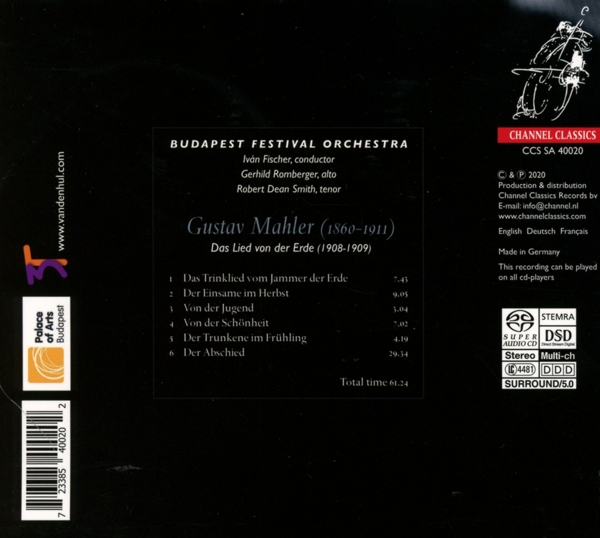 BUDAPEST FESTIVAL ORCHESTRA
Iván Fischer, conductor
Gerhild Romberger, alto
Robert Dean Smith, tenor
Gustav Mahler (1860–1911)
Das Lied von der Erde (1908-1909)
1 Das Trinklied vom Jammer der Erde 7.43
2 Der Einsame im Herbst 9.05
3 Von der Jugend 3.04
4 Von der Schönheit 7.02
5 Der Trunkene im Frühling 4.19
6 Der Abschied 29.34
Total time 61.24
CHANNEL CLASSICS
CCS SA 40020
© & ℗ 2020
Production & distribution
Channel Classics Records bv
E-mail: info@channel.nl
www.channelclassics.com
English Deutsch Français
Made in Germany
This recording can be played
on all cd-players
SUPER AUDIO CD
STEMRA
DSD
Direct Stream Digital
Stereo Multi-ch
LC 4481 DDD
SURROUND/5.0
www.vandenhul.com
Palace
of Arts
Budapest
7 23385 40020 2